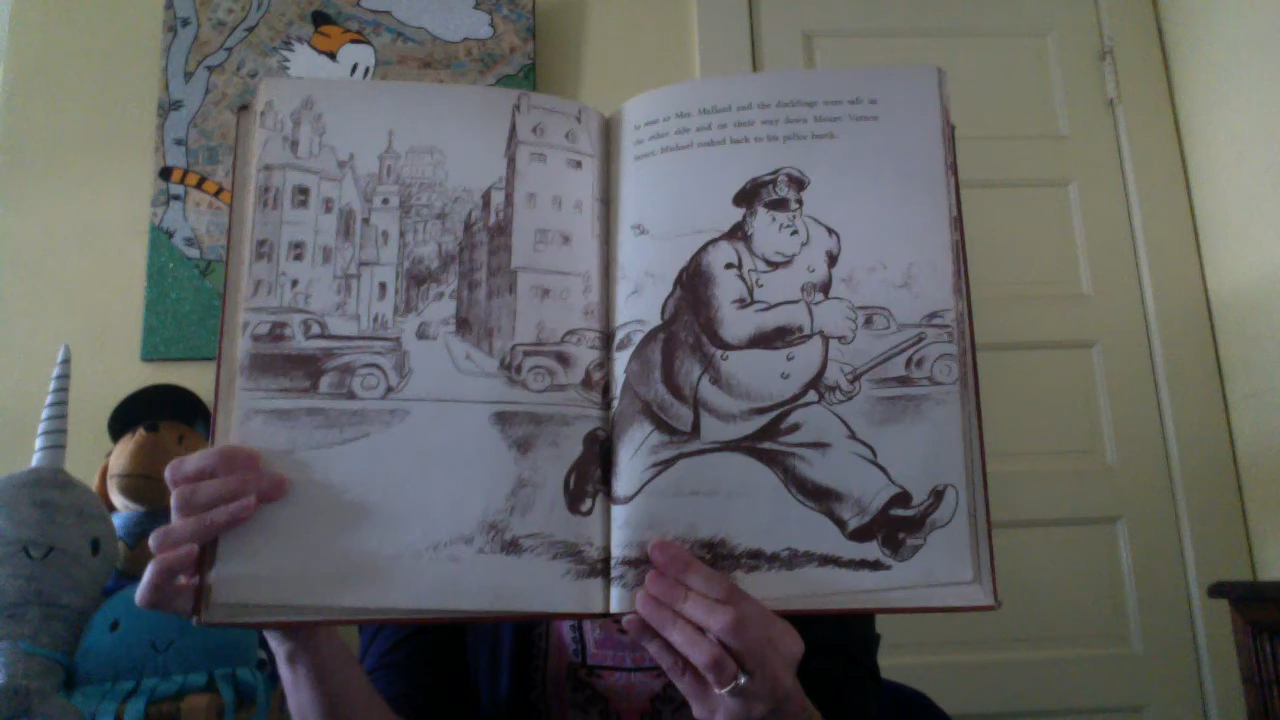 As soon as Mrs. Mallard and the ducklings were safe on
the other side and on their way down Mount Vernon
Street, Michael rushed back to his police booth.